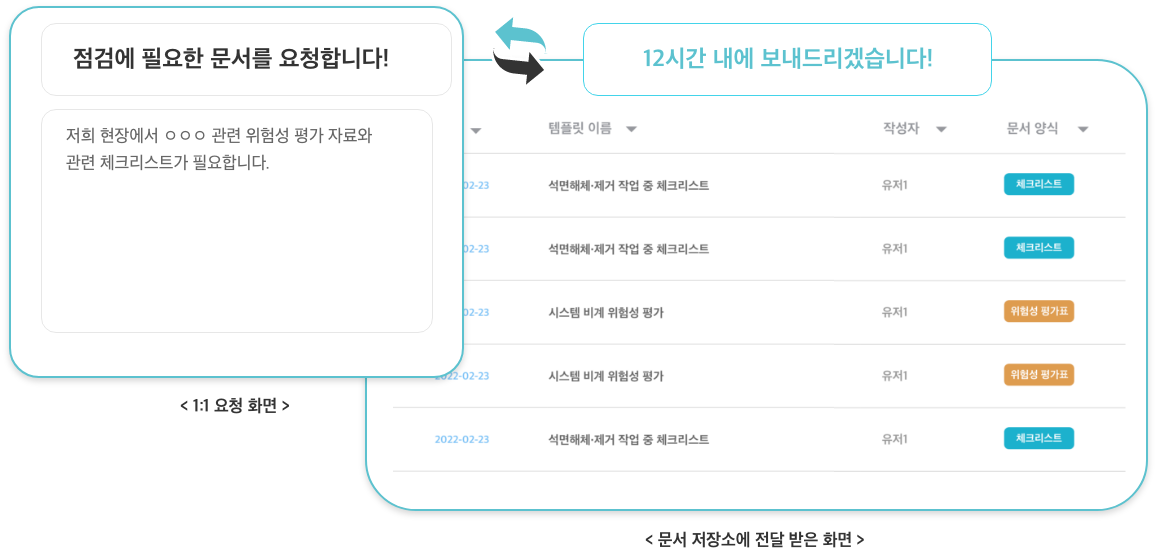 점검에 필요한 문서를 요청합니다!
저희 현장에서 ㅇㅇㅇ 관련 위험성 평가 자료와
관련 체크리스트가 필요합니다.
< 1:1 요청 화면 >
12시간 내에 보내드리겠습니다!
템플릿 이름 작성자 문서 양식
02-23 석면해체·제거 작업 중 체크리스트 유저1 체크리스트
02-23 석면해체·제거 작업 중 체크리스트 유저1 체크리스트
02-23 시스템 비계 위험성 평가 유저1 위험성 평가표
2022-02-23 시스템 비계 위험성 평가 유저1 위험성 평가표
2022-02-23 석면해체·제거 작업 중 체크리스트 유저1 체크리스트
< 문서 저장소에 전달 받은 화면 >